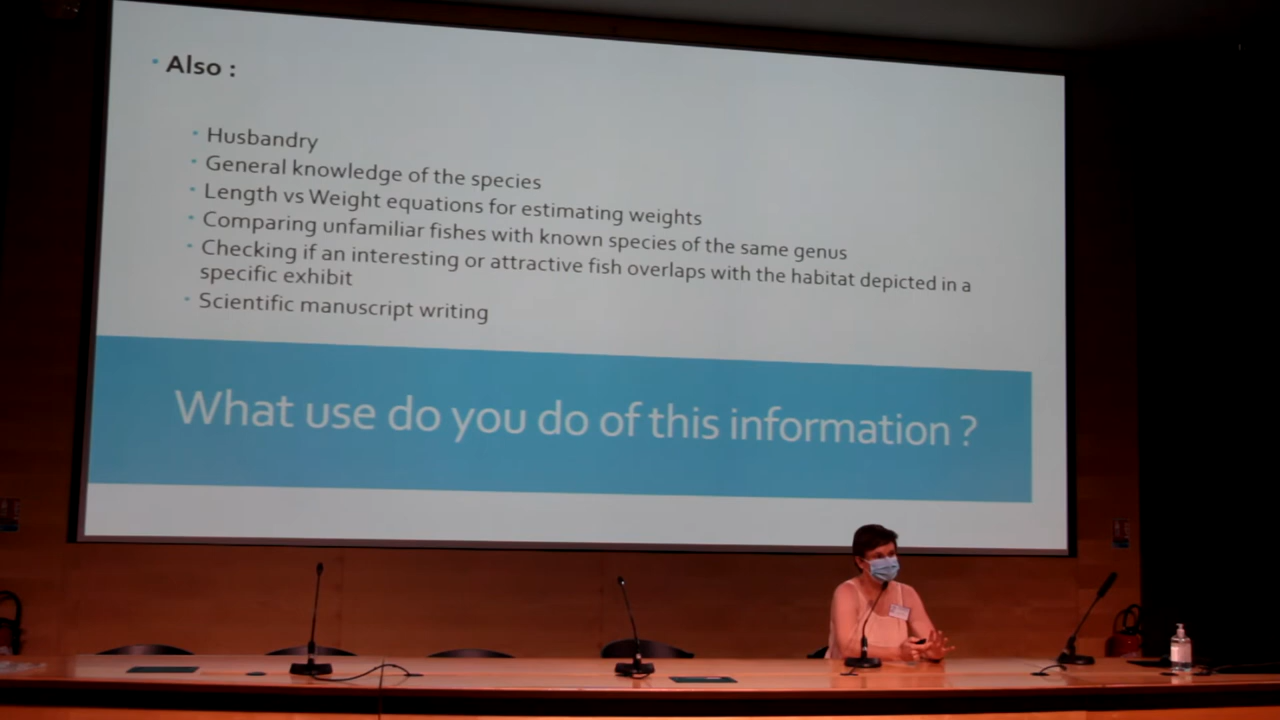 Also :
Husbandry
General knowledge of the species
Length vs Weight equations for estimating weights
Comparing unfamiliar fishes with known species of the same genus
Checking if an interesting or attractive fish overlaps with the habitat depicted in a
specific exhibit
Scientific manuscript writing
What use do you do of this information ?